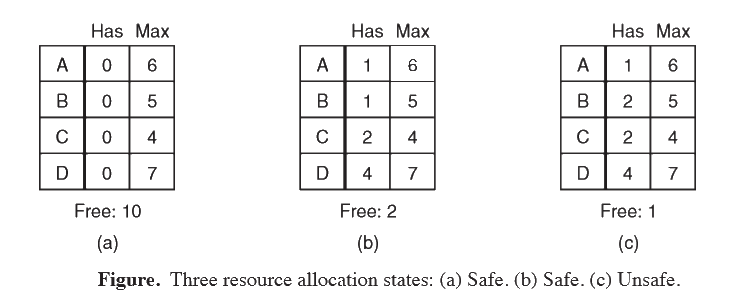 Has Max Has Max Has Max
A 0 6 A 1 6 A 1 6
B 0 5 B 1 5 B 2 5
C 0 4 C 2 4 C 2 4
D 0 7 D 4 7 D 4 7
Free: 10 Free: 2 Free: 1
(a) (b) (c)
Figure. Three resource allocation states: (a) Safe. (b) Safe. (c) Unsafe.